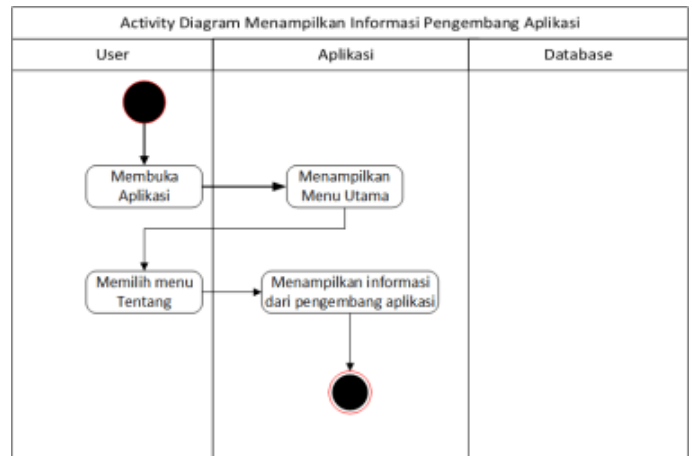 Activity Diagram Menampilkan Informasi Pengembang Aplikasi
User
Aplikasi
Database
Membuka
Aplikasi
Menampilkan
Menu Utama
Memilih menu
Tentang
Menampilkan informasi
dari pengembang aplikasi